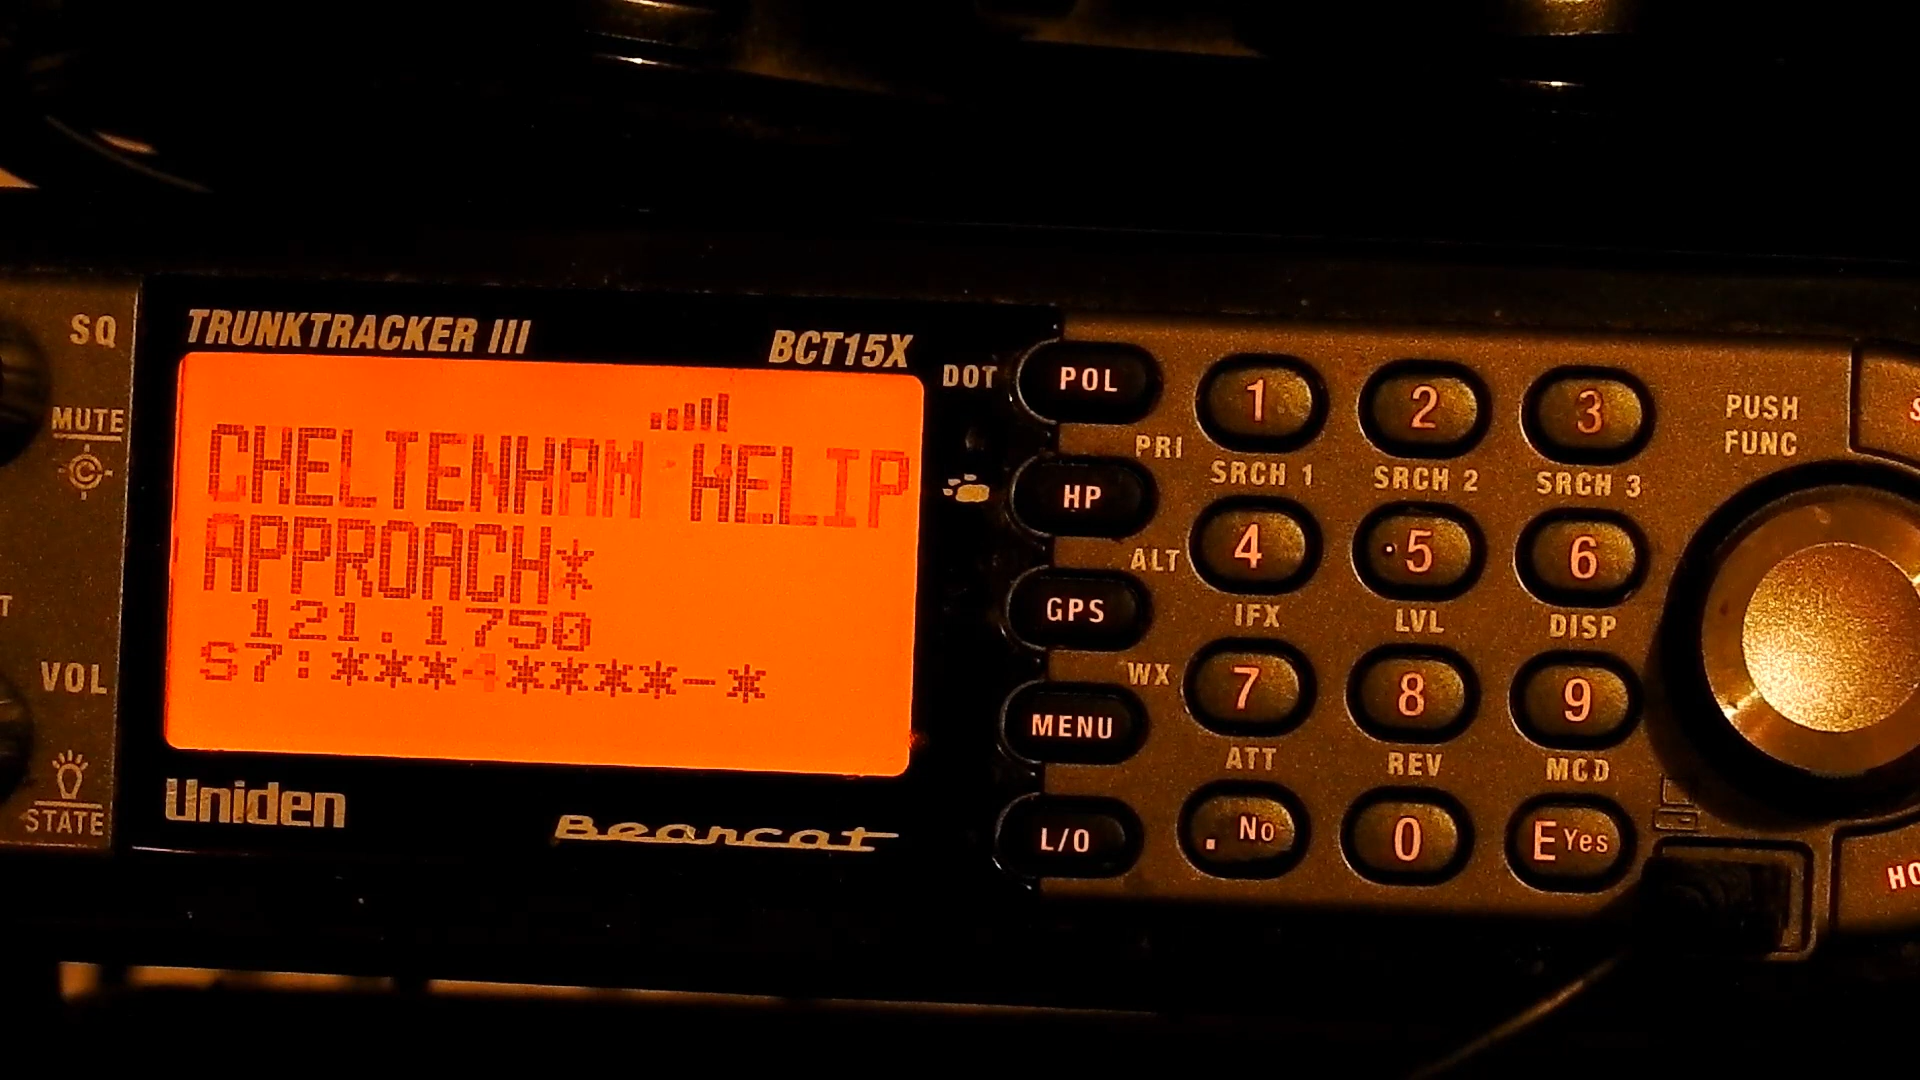 SQ
MUTE
VOL
STATE
TRUNKTRACKER III BCT15X
CHELTENHAM HELIP
APPROACH*
121.1750
S7:***4****-*
Uniden Bearcat
DOT POL
PRI
HP
ALT
GPS
WX
MENU
L/O
1 2 3
SRCH 1 SRCH 2 SRCH 3
4 5 6
IFX LVL DISP
7 8 9
ATT REV MCD
. No 0 E Yes
PUSH
FUNC